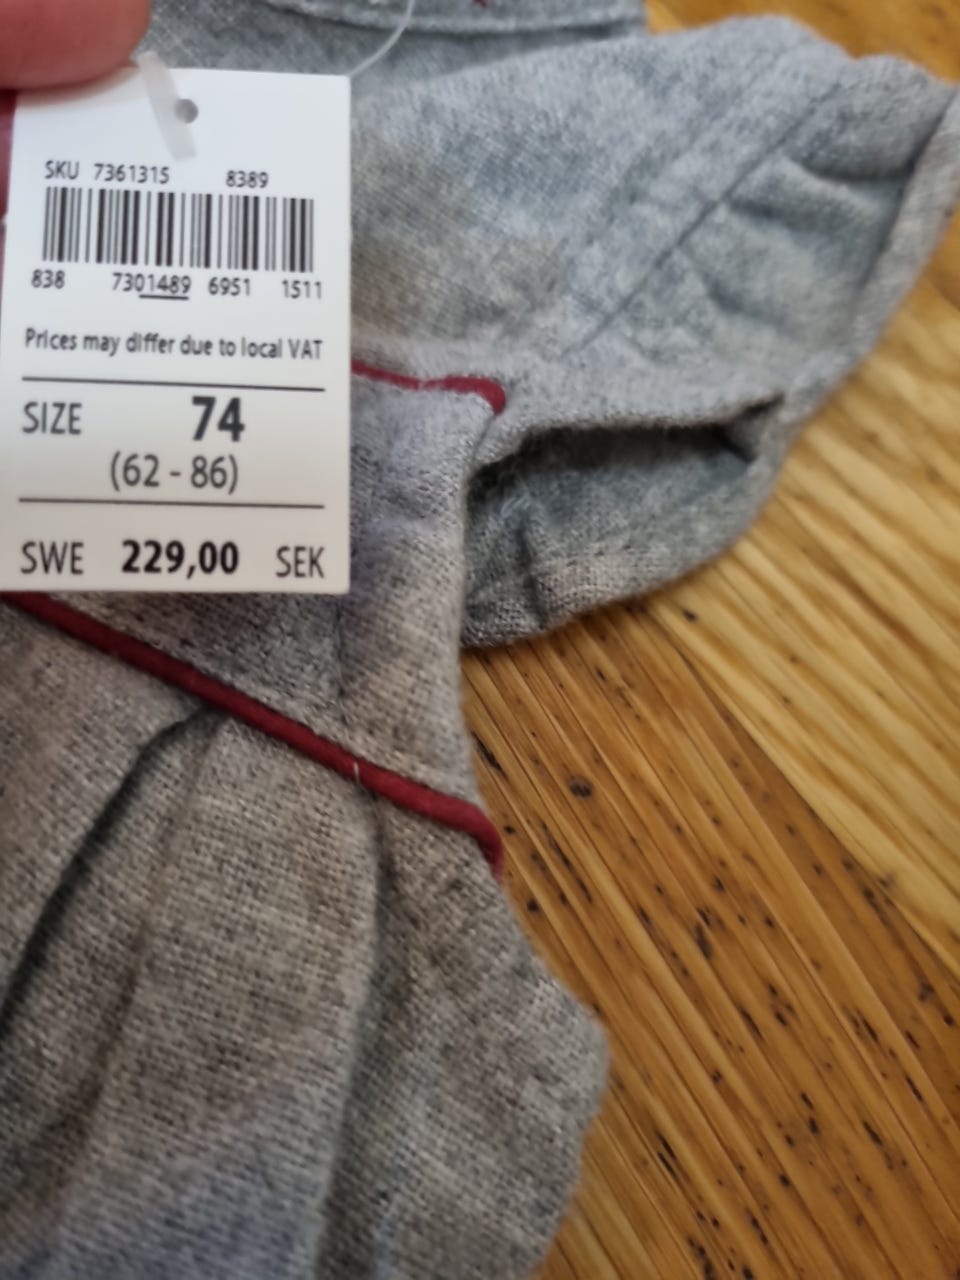 SKU 7361315 8389
838 7301489 6951 1511
Prices may differ due to local VAT
SIZE 74
(62 - 86)
SWE 229,00 SEK